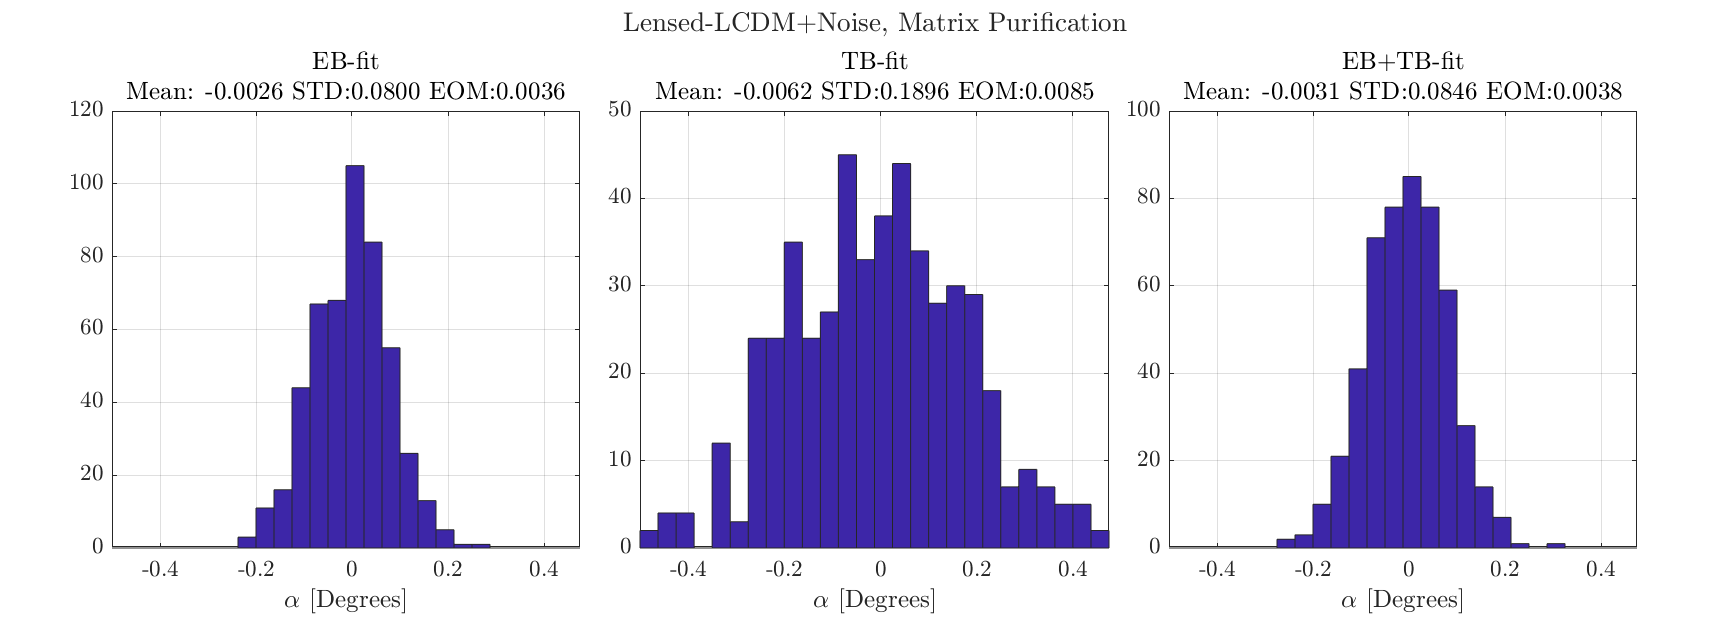 Lensed-LCDM+Noise, Matrix Purification
EB-fit
Mean: -0.0026 STD:0.0800 EOM:0.0036
120
100
80
60
40
20
0
-0.4 -0.2 0 0.2 0.4
α [Degrees]
TB-fit
Mean: -0.0062 STD:0.1896 EOM:0.0085
50
40
30
20
10
0
-0.4 -0.2 0 0.2 0.4
α [Degrees]
EB+TB-fit
Mean: -0.0031 STD:0.0846 EOM:0.0038
100
80
60
40
20
0
-0.4 -0.2 0 0.2 0.4
α [Degrees]